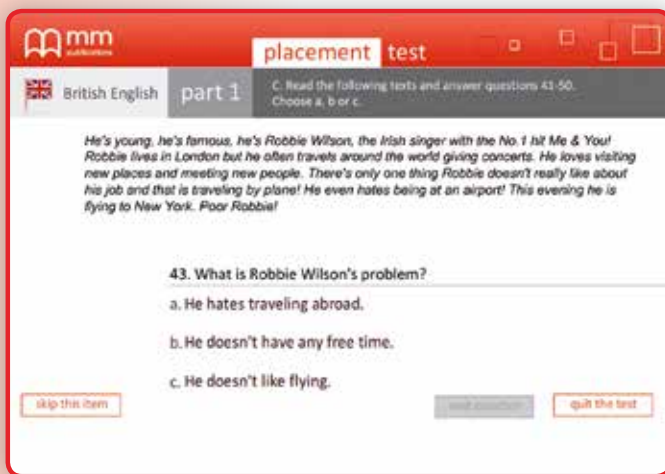 mm
publications
placement test
British English
part 1
C. Read the following texts and answer questions 41-50.
Choose a, b or c.
He's young, he's famous, he's Robbie Wilson, the Irish singer with the No.1 hit Me & You!
Robbie lives in London but he often travels around the world giving concerts. He loves visiting
new places and meeting new people. There's only one thing Robbie doesn't really like about
his job and that is traveling by plane! He even hates being at an airport! This evening he is
flying to New York. Poor Robbie!
43. What is Robbie Wilson's problem?
a. He hates traveling abroad.
b. He doesn't have any free time.
c. He doesn't like flying.
skip this item
quit the test